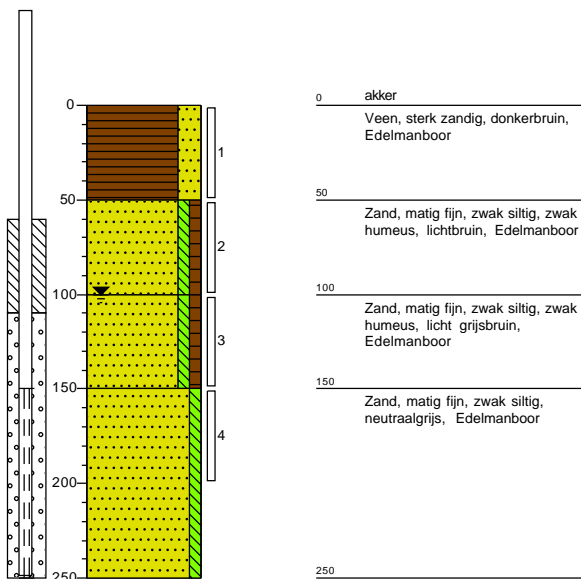 0
50
100
150
200
250
1
2
3
4
0 akker
Veen, sterk zandig, donkerbruin,
Edelmanboor
50
Zand, matig fijn, zwak siltig, zwak
humeus, lichtbruin, Edelmanboor
100
Zand, matig fijn, zwak siltig, zwak
humeus, licht grijsbruin,
Edelmanboor
150
Zand, matig fijn, zwak siltig,
neutraalgrijs, Edelmanboor
250